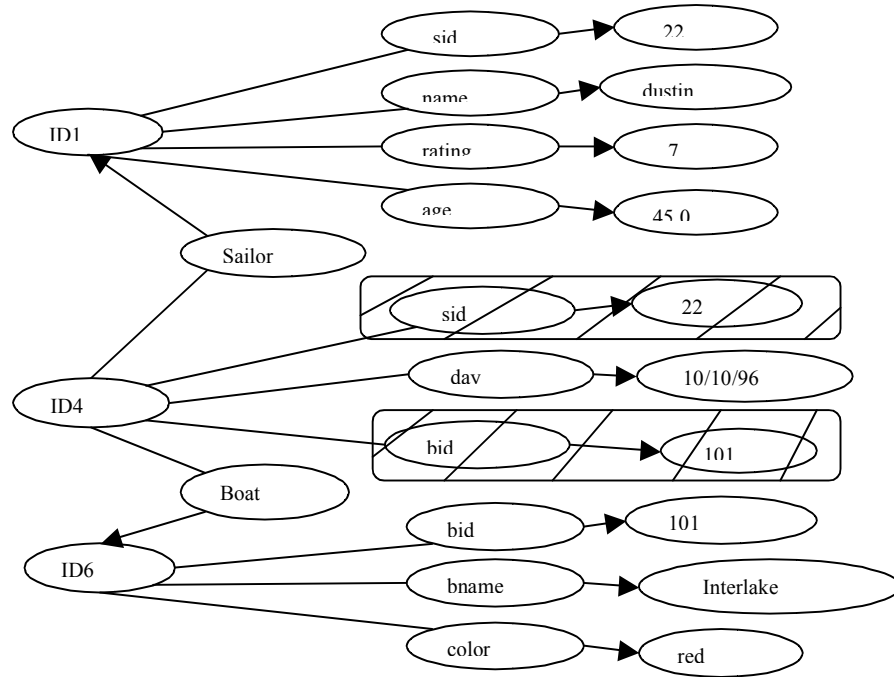 sid 22
name dustin
ID1
rating 7
age 45.0
Sailor
sid 22
day 10/10/96
ID4
bid 101
Boat
bid 101
ID6
bname Interlake
color red